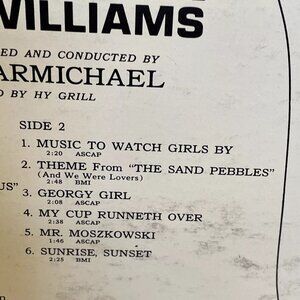 WILLIAMS
ED AND CONDUCTED BY
ARMICHAEL
D BY HY GRILL
SIDE 2
1. MUSIC TO WATCH GIRLS BY
2:20 ASCAP
2. THEME From "THE SAND PEBBLES"
(And We Were Lovers)
2:48 BMI
US"
3. GEORGY GIRL
2:08 ASCAP
4. MY CUP RUNNETH OVER
2:38 ASCAP
5. MR. MOSZKOWSKI
1:46 ASCAP
6. SUNRISE, SUNSET
2:25 BMI